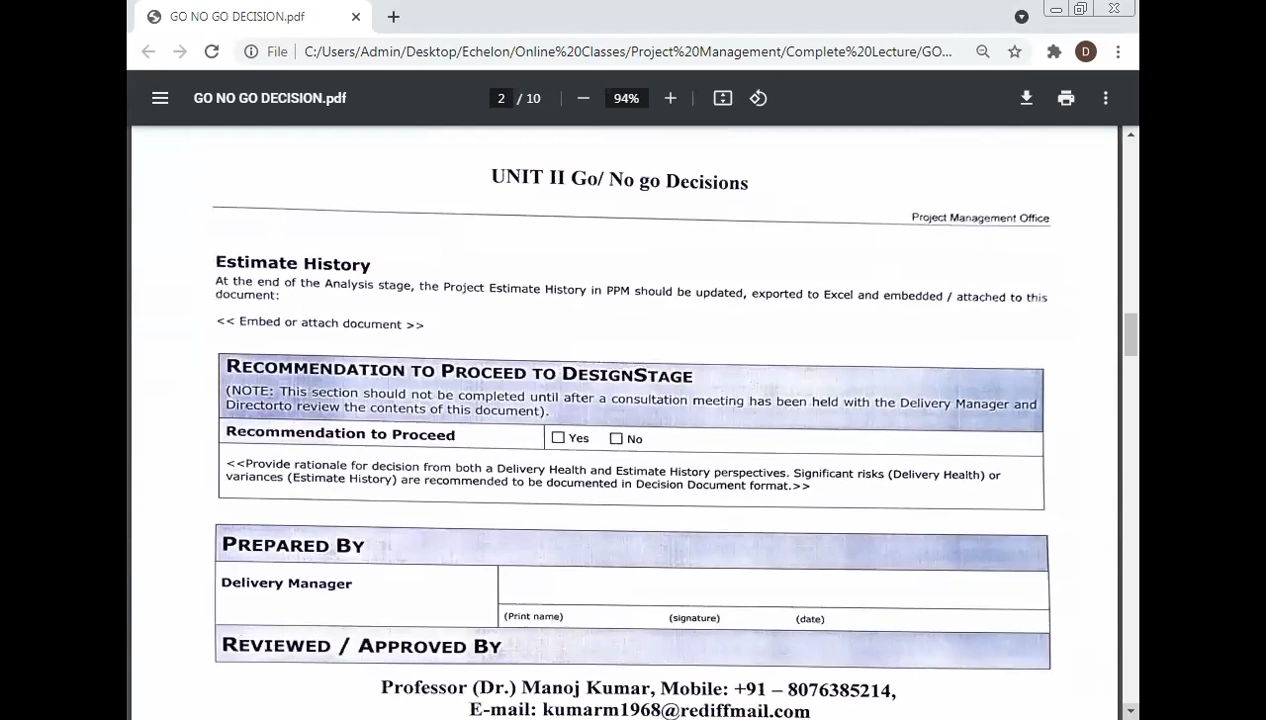 GO NO GO DECISION.pdf
File C:/Users/Admin/Desktop/Echelon/Online%20Classes/Project%20Management/Complete%20Lecture/GO...
D
GO NO GO DECISION.pdf
2 / 10
94%
UNIT II Go/ No go Decisions
Project Management Office
Estimate History
At the end of the Analysis stage, the Project Estimate History in PPM should be updated, exported to Excel and embedded / attached to this
document:
<< Embed or attach document >>
RECOMMENDATION TO PROCEED TO DESIGNSTAGE
(NOTE: This section should not be completed until after a consultation meeting has been held with the Delivery Manager and
Directorto review the contents of this document).
Recommendation to Proceed Yes No
<<Provide rationale for decision from both a Delivery Health and Estimate History perspectives. Significant risks (Delivery Health) or
variances (Estimate History) are recommended to be documented in Decision Document format.>>
PREPARED BY
Delivery Manager
(Print name) (signature) (date)
REVIEWED / APPROVED BY
Professor (Dr.) Manoj Kumar, Mobile: +91 – 8076385214,
E-mail: kumarm1968@rediffmail.com